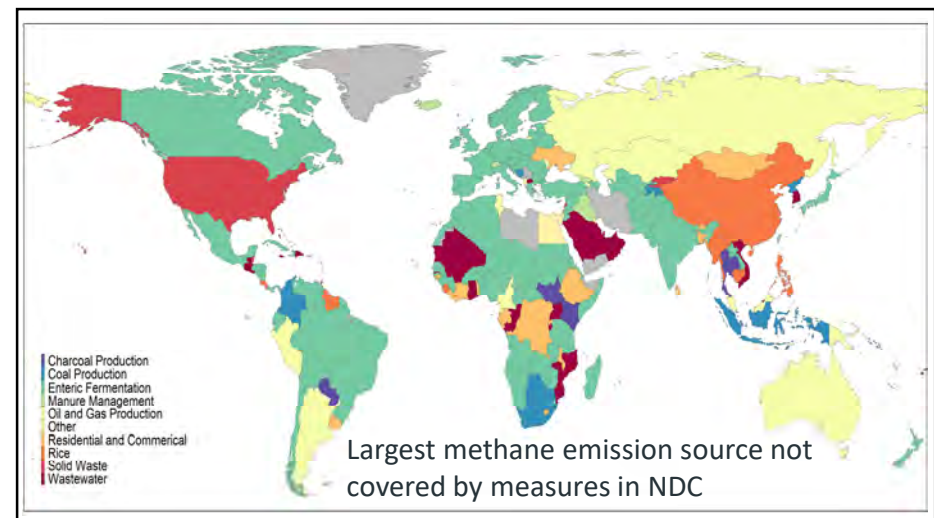 Charcoal Production
Coal Production
Enteric Fermentation
Manure Management
Oil and Gas Production
Other
Residential and Commerical
Rice
Solid Waste
Wastewater
Largest methane emission source not
covered by measures in NDC